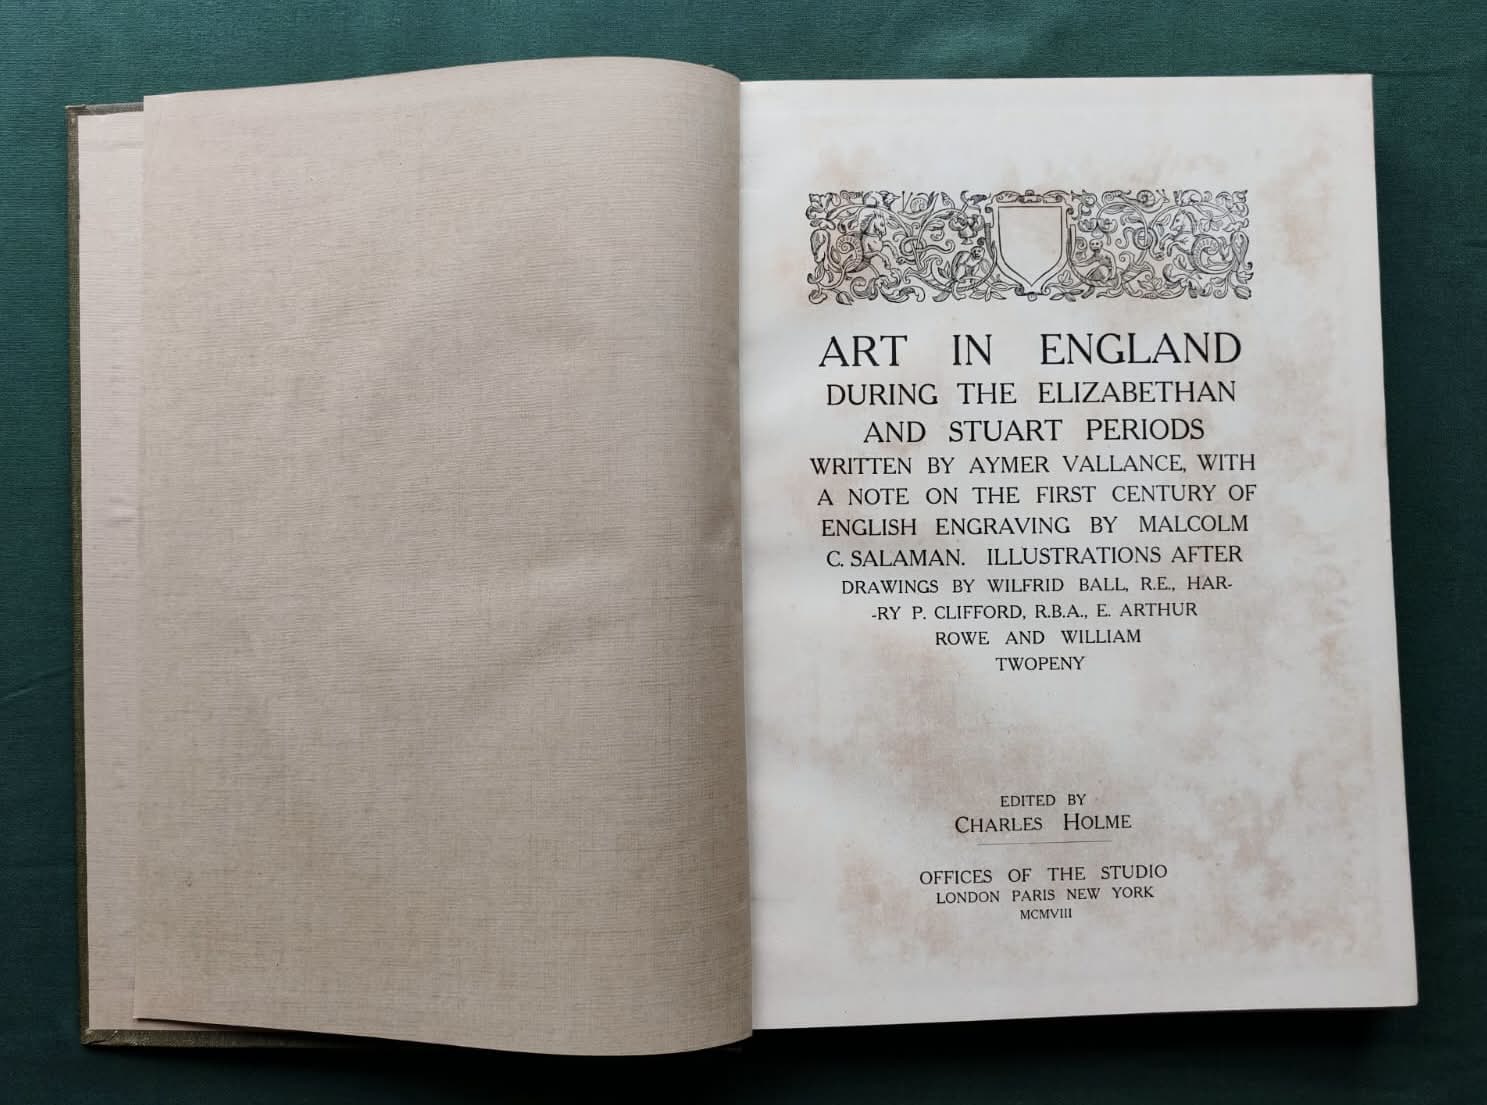 ART IN ENGLAND
DURING THE ELIZABETHAN
AND STUART PERIODS
WRITTEN BY AYMER VALLANCE, WITH
A NOTE ON THE FIRST CENTURY OF
ENGLISH ENGRAVING BY MALCOLM
C. SALAMAN. ILLUSTRATIONS AFTER
DRAWINGS BY WILFRID BALL, R.E., HAR-
-RY P. CLIFFORD, R.B.A., E. ARTHUR
ROWE AND WILLIAM
TWOPENY
EDITED BY
CHARLES HOLME
OFFICES OF THE STUDIO
LONDON PARIS NEW YORK
MCMVIII